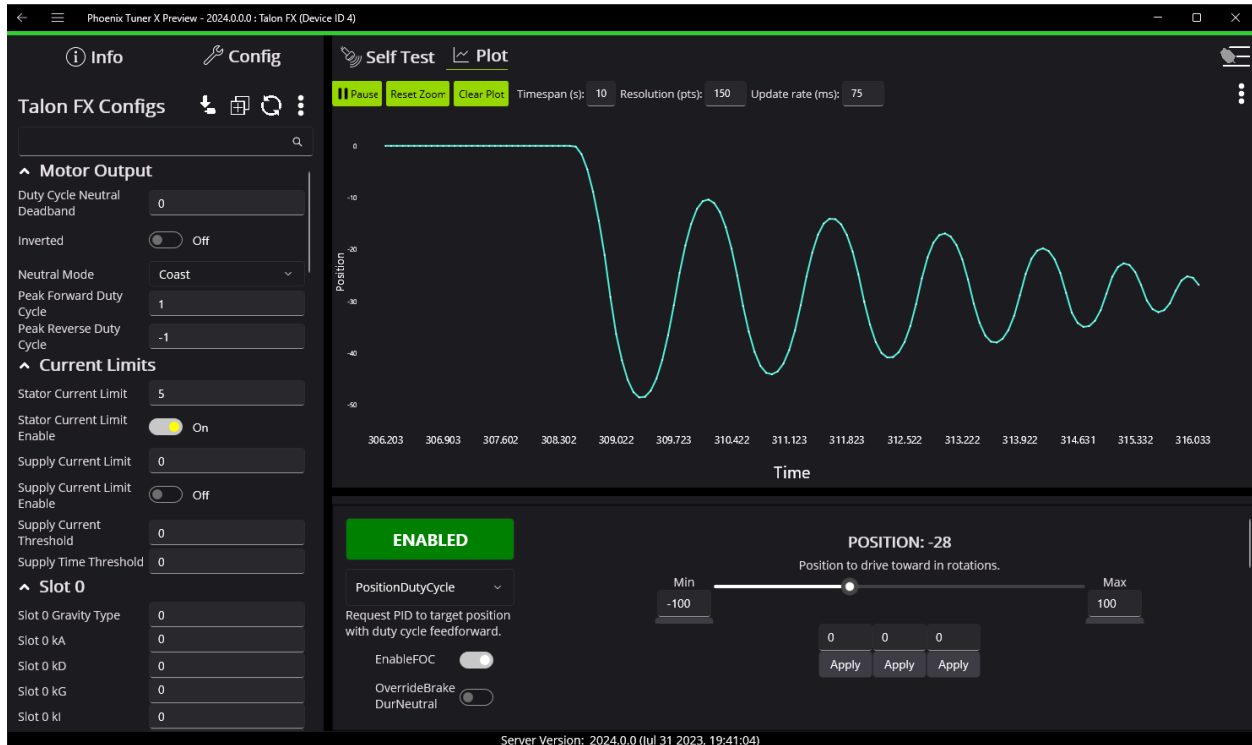 Phoenix Tuner X Preview - 2024.0.0.0 : Talon FX (Device ID 4)
Info
Config
Talon FX Configs
Motor Output
Duty Cycle Neutral
Deadband
0
Inverted
Off
Neutral Mode
Coast
Peak Forward Duty
Cycle
1
Peak Reverse Duty
Cycle
-1
Current Limits
Stator Current Limit
5
Stator Current Limit
Enable
On
Supply Current Limit
0
Supply Current Limit
Enable
Off
Supply Current
Threshold
0
Supply Time Threshold
0
Slot 0
Slot 0 Gravity Type
0
Slot 0 kA
0
Slot 0 kD
0
Slot 0 kG
0
Slot 0 kI
0
Self Test
Plot
Pause
Reset Zoom
Clear Plot
Timespan (s):
10
Resolution (pts):
150
Update rate (ms):
75
0
-10
-20
-30
-40
-50
Position
306.203
306.903
307.602
308.302
309.022
309.723
310.422
311.123
311.823
312.522
313.222
313.922
314.631
315.332
316.033
Time
ENABLED
PositionDutyCycle
Request PID to target position
with duty cycle feedforward.
EnableFOC
OverrideBrake
DurNeutral
POSITION: -28
Position to drive toward in rotations.
Min
-100
Max
100
0
0
0
Apply
Apply
Apply
Server Version: 2024.0.0 (Jul 31 2023, 19:41:04)